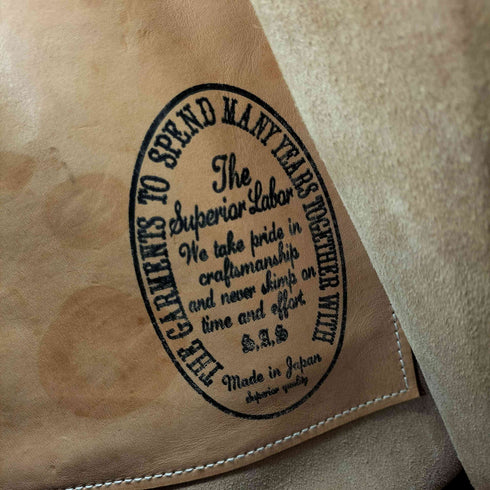 THE GARMENTS TO SPEND MANY YEARS TOGETHER WITH
The
Superior Labor
We take pride in
craftsmanship
and never skimp on
time and effort.
S.A.S
Made in Japan
superior quality